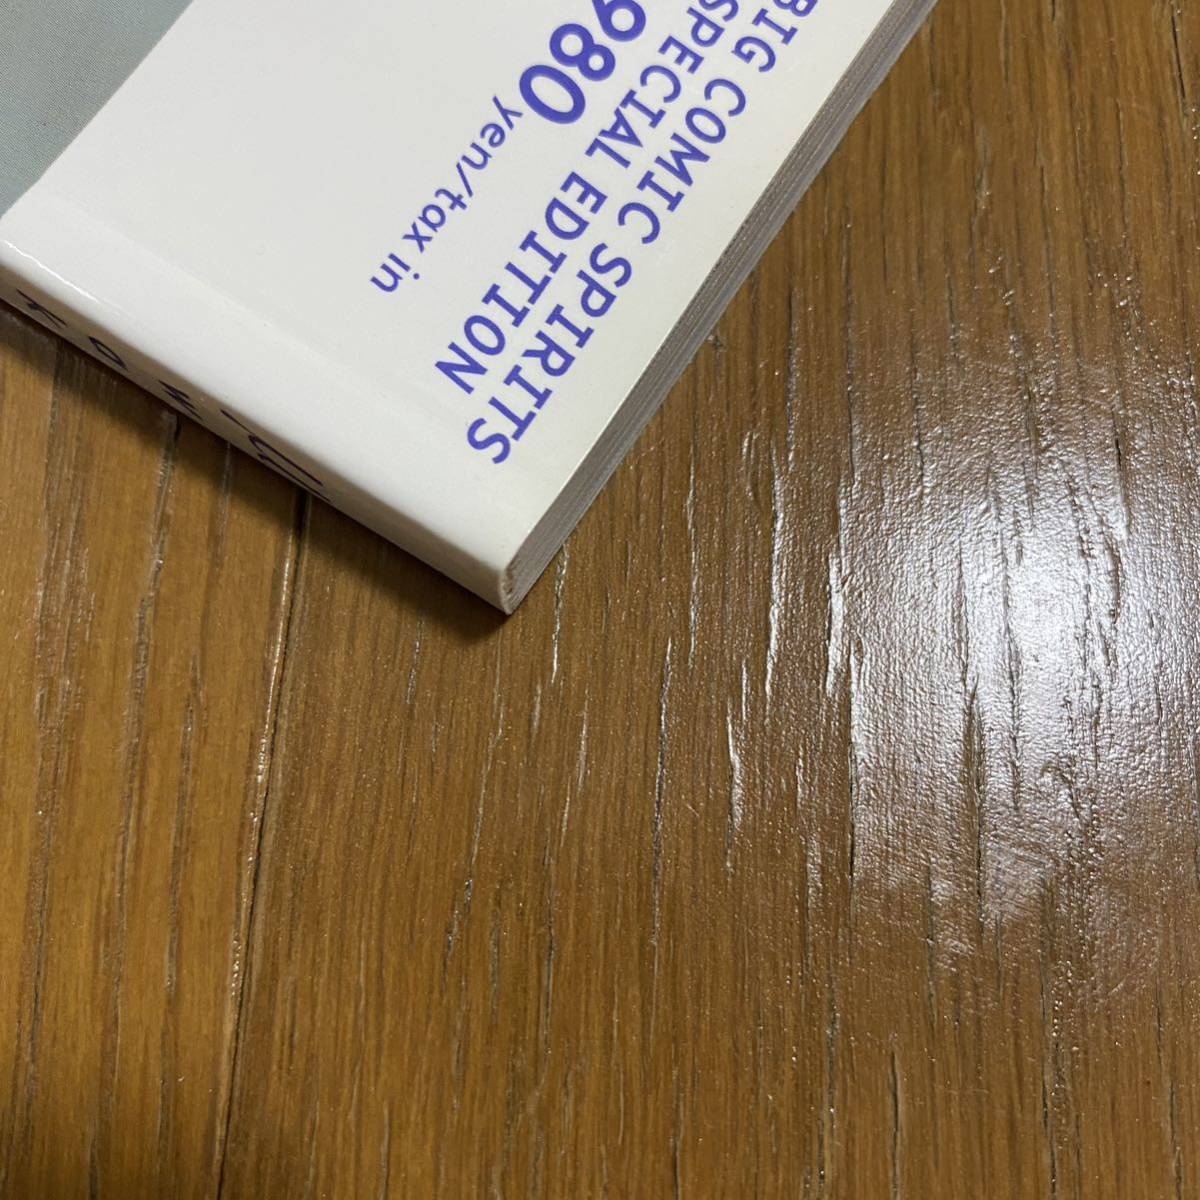 BIG COMIC SPIRITS
SPECIAL EDITION
980
yen/tax in